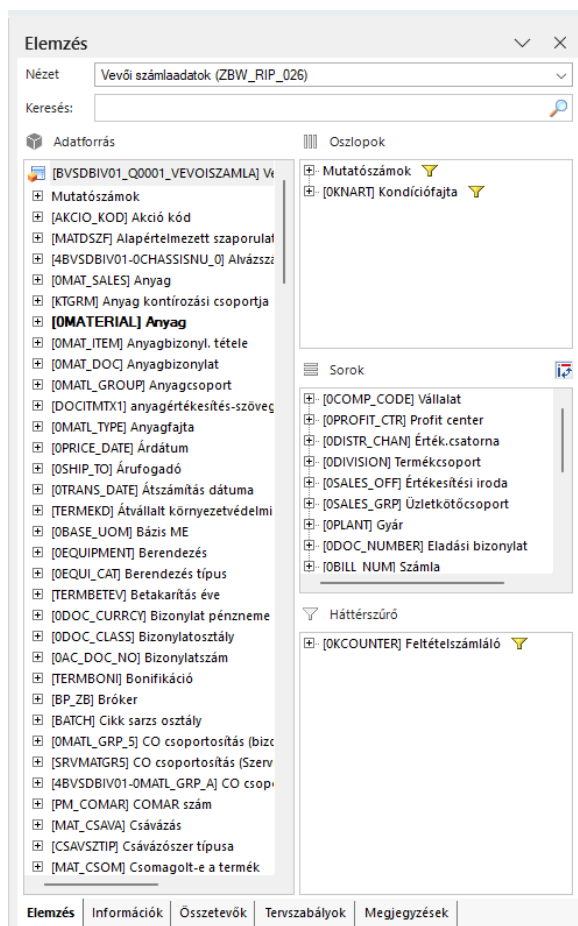 Elemzés
Nézet
Vevői számlaadatok (ZBW_RIP_026)
Keresés:
Adatforrás
[BVSDBIV01_Q0001_VEVOISZAMLA] Ve
Mutatószámok
[AKCIO_KOD] Akció kód
[MATDSZF] Alapértelmezett szaporulat
[4BVSDBIV01-0CHASSISNU_0] Alvázszá
[0MAT_SALES] Anyag
[KTGRM] Anyag kontírozási csoportja
[0MATERIAL] Anyag
[0MAT_ITEM] Anyagbizonyl. tétele
[0MAT_DOC] Anyagbizonylat
[0MATL_GROUP] Anyagcsoport
[DOCITMTX1] anyagértékesítés-szöveg
[0MATL_TYPE] Anyagfajta
[0PRICE_DATE] Árdátum
[0SHIP_TO] Árufogadó
[0TRANS_DATE] Átszámítás dátuma
[TERMEKD] Átvállalt környezetvédelmi
[0BASE_UOM] Bázis ME
[0EQUIPMENT] Berendezés
[0EQUI_CAT] Berendezés típus
[TERMBETEV] Betakarítás éve
[0DOC_CURRCY] Bizonylat pénzneme
[0DOC_CLASS] Bizonylatosztály
[0AC_DOC_NO] Bizonylatszám
[TERMBONI] Bonifikáció
[BP_ZB] Bróker
[BATCH] Cikk sarzs osztály
[0MATL_GRP_5] CO csoportosítás (bizo
[SRVMATGR5] CO csoportosítás (Szerv
[4BVSDBIV01-0MATL_GRP_A] CO csopo
[PM_COMAR] COMAR szám
[MAT_CSAVA] Csávázás
[CSAVSZTIP] Csávázószer típusa
[MAT_CSOM] Csomagolt-e a termék
Oszlopok
Mutatószámok
[0KNART] Kondíciófajta
Sorok
[0COMP_CODE] Vállalat
[0PROFIT_CTR] Profit center
[0DISTR_CHAN] Érték.csatorna
[0DIVISION] Termékcsoport
[0SALES_OFF] Értékesítési iroda
[0SALES_GRP] Üzletkötőcsoport
[0PLANT] Gyár
[0DOC_NUMBER] Eladási bizonylat
[0BILL_NUM] Számla
Háttérszűrő
[0KCOUNTER] Feltételszámláló
Elemzés
Információk
Összetevők
Tervszabályok
Megjegyzések